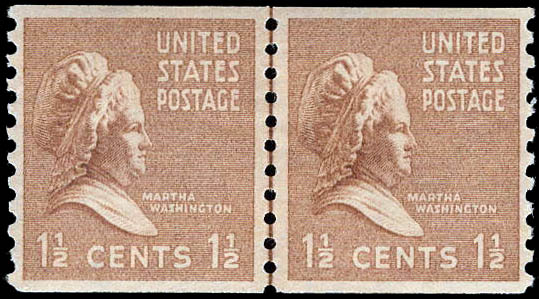 UNITED
STATES
POSTAGE
MARTHA
WASHINGTON
1½ CENTS 1½
UNITED
STATES
POSTAGE
MARTHA
WASHINGTON
1½ CENTS 1½